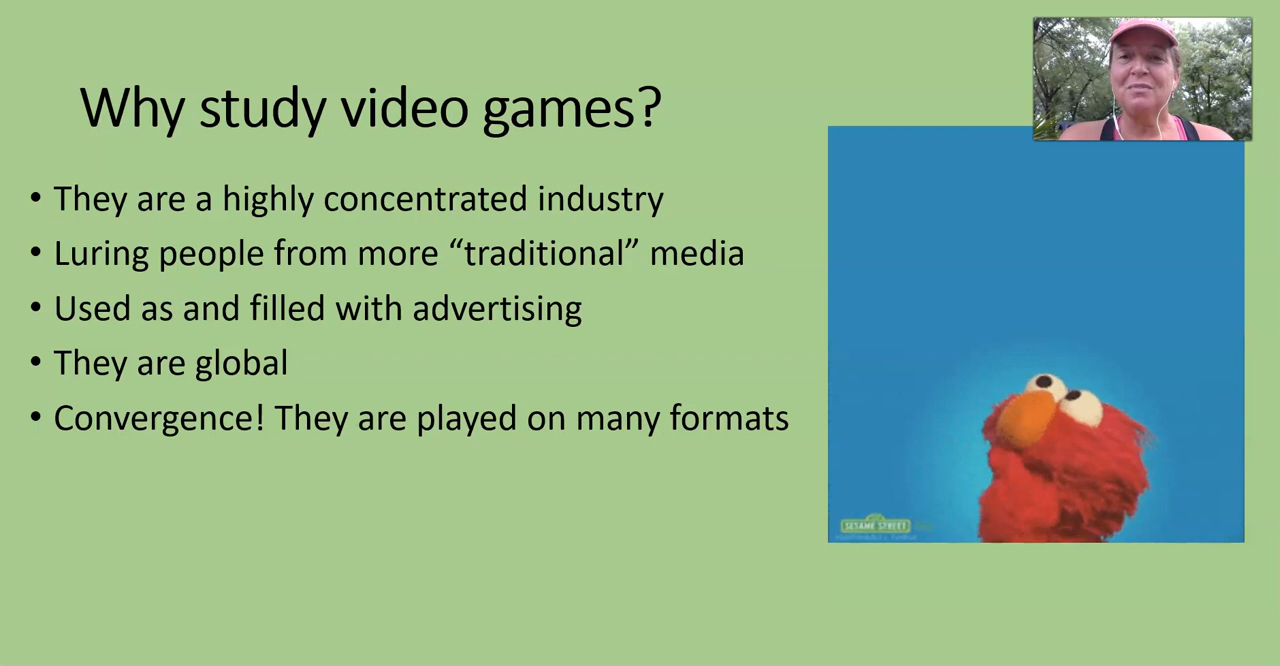 Why study video games?
• They are a highly concentrated industry
• Luring people from more “traditional” media
• Used as and filled with advertising
• They are global
• Convergence! They are played on many formats
SESAME STREET